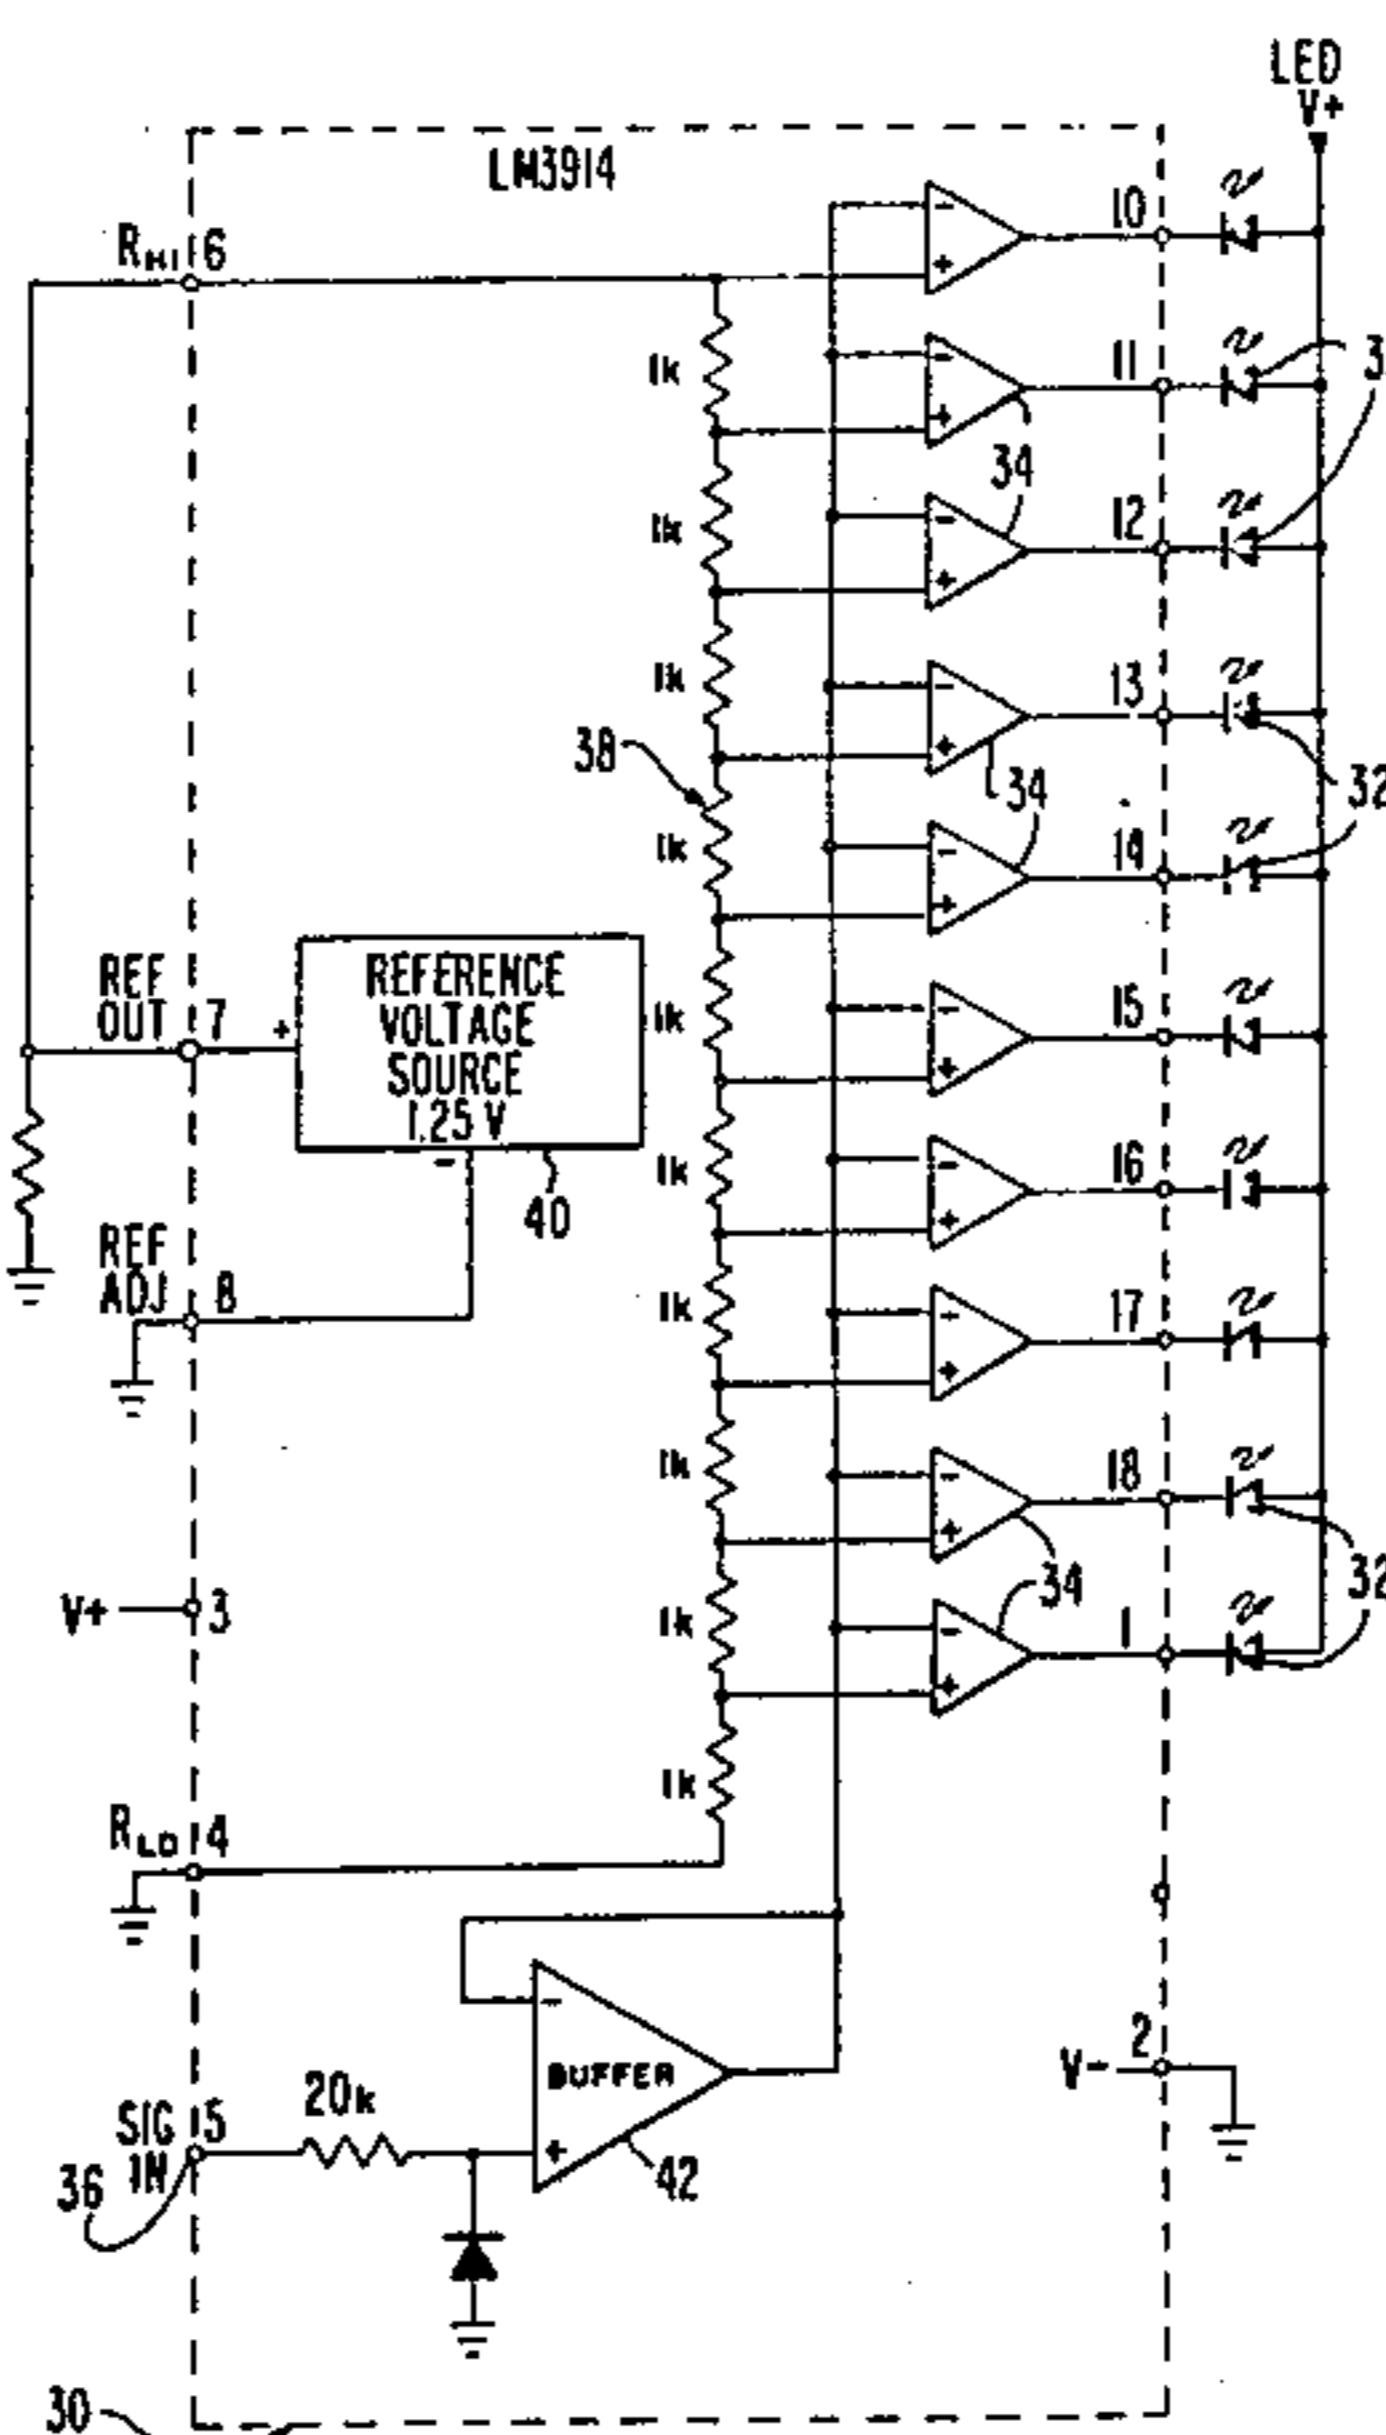 LED
V+
LM3914
RHI 6
10
11
1k
34
12
1k
13
1k
38
34
32
14
1k
REF
OUT 7
+
REFERENCE
VOLTAGE
SOURCE
1.25 V
-
15
1k
40
16
1k
REF
ADJ 8
17
1k
18
1k
V+ 3
34
32
1k
1
RLO 4
1k
BUFFER
42
V- 2
SIG
IN 5
20k
36
30